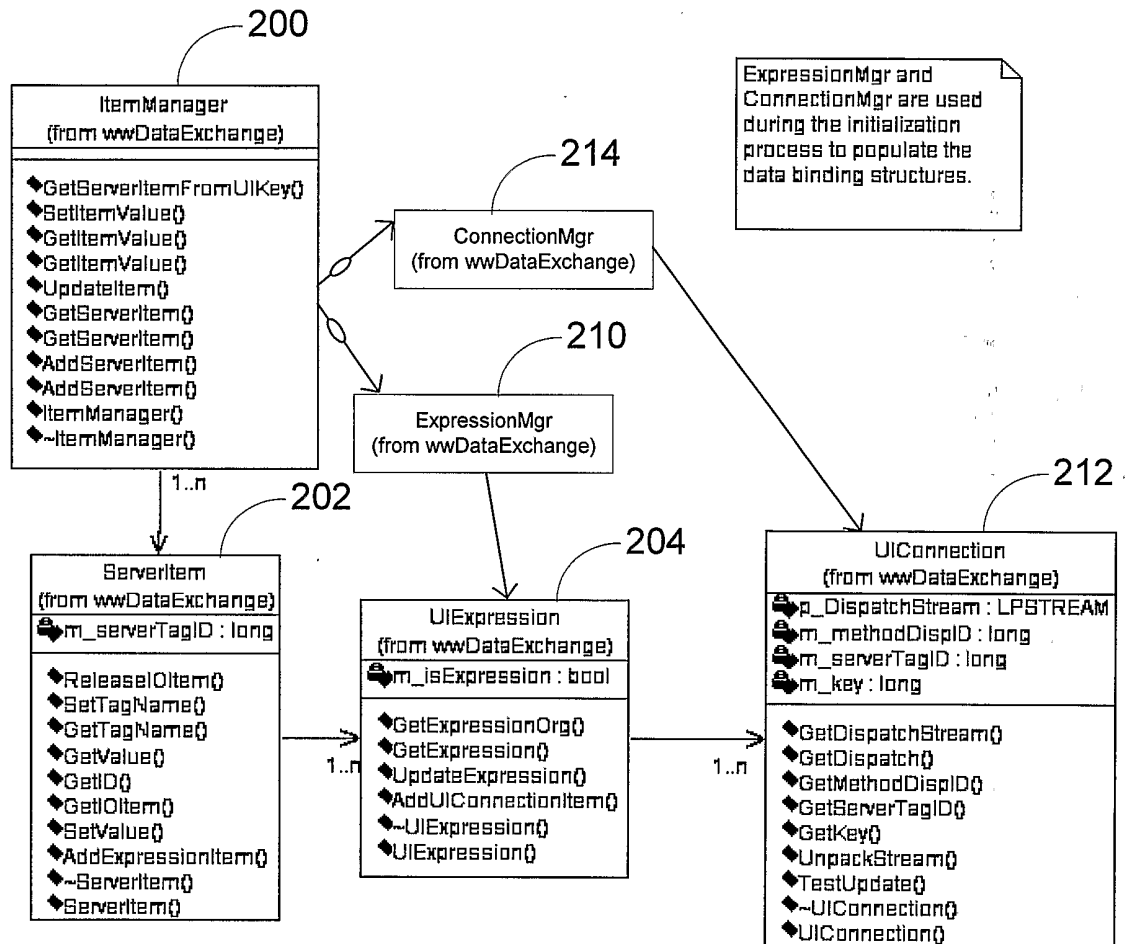 200
ItemManager
(from wwDataExchange)
GetServerItemFromUIKey()
SetItemValue()
GetItemValue()
GetItemValue()
UpdateItem()
GetServerItem()
GetServerItem()
AddServerItem()
AddServerItem()
ItemManager()
~ItemManager()
ExpressionMgr and
ConnectionMgr are used
during the initialization
process to populate the
data binding structures.
214
ConnectionMgr
(from wwDataExchange)
210
ExpressionMgr
(from wwDataExchange)
1..n
202
ServerItem
(from wwDataExchange)
m_serverTagID : long
ReleaseIOItem()
SetTagName()
GetTagName()
GetValue()
GetID()
GetIOItem()
SetValue()
AddExpressionItem()
~ServerItem()
ServerItem()
1..n
204
UIExpression
(from wwDataExchange)
m_isExpression : bool
GetExpressionOrg()
GetExpression()
UpdateExpression()
AddUIConnectionItem()
~UIExpression()
UIExpression()
1..n
212
UIConnection
(from wwDataExchange)
p_DispatchStream : LPSTREAM
m_methodDispID : long
m_serverTagID : long
m_key : long
GetDispatchStream()
GetDispatch()
GetMethodDispID()
GetServerTagID()
GetKey()
UnpackStream()
TestUpdate()
~UIConnection()
UIConnection()